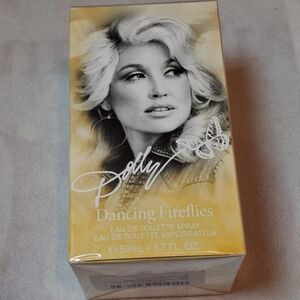 Dolly
Dancing Fireflies
EAU DE TOILETTE SPRAY
EAU DE TOILETTE VAPORISATEUR
℮ 50mL / 1.7 FL. OZ.